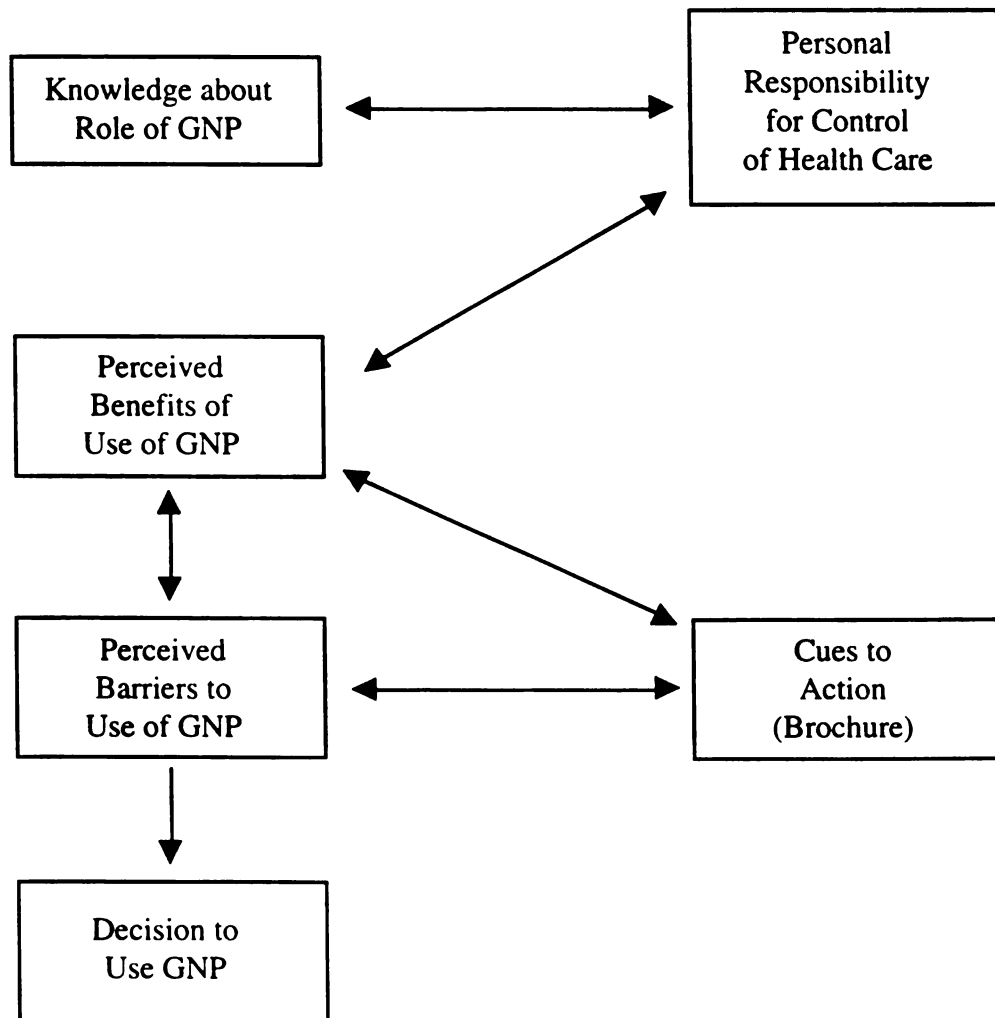 Knowledge about
Role of GNP
Personal
Responsibility
for Control
of Health Care
Perceived
Benefits of
Use of GNP
Perceived
Barriers to
Use of GNP
Cues to
Action
(Brochure)
Decision to
Use GNP